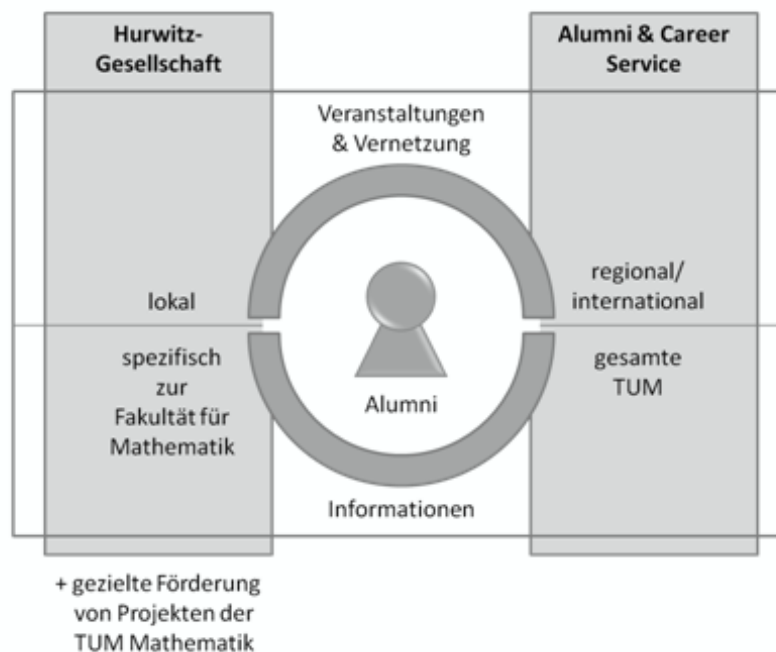 Hurwitz-
Gesellschaft
Alumni & Career
Service
Veranstaltungen
& Vernetzung
lokal
regional/
international
spezifisch
zur
Fakultät für
Mathematik
Alumni
gesamte
TUM
Informationen
+ gezielte Förderung
von Projekten der
TUM Mathematik